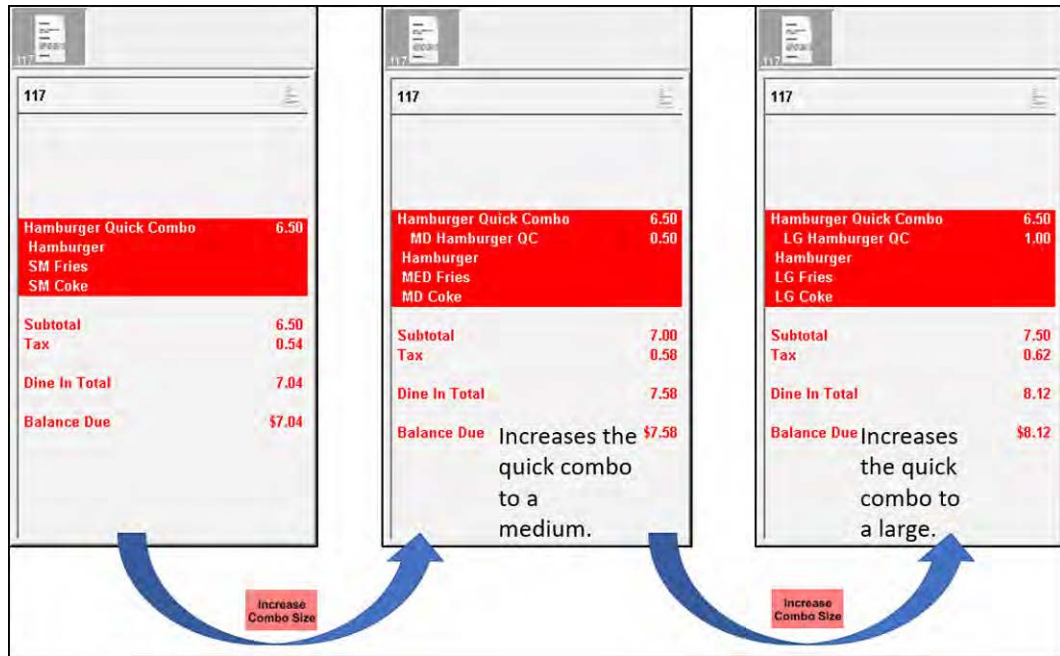 117
117
Hamburger Quick Combo 6.50
Hamburger
SM Fries
SM Coke
Subtotal 6.50
Tax 0.54
Dine In Total 7.04
Balance Due $7.04
117
117
Hamburger Quick Combo 6.50
MD Hamburger QC 0.50
Hamburger
MED Fries
MD Coke
Subtotal 7.00
Tax 0.58
Dine In Total 7.58
Balance Due $7.58
Increases the
quick combo
to a
medium.
117
117
Hamburger Quick Combo 6.50
LG Hamburger QC 1.00
Hamburger
LG Fries
LG Coke
Subtotal 7.50
Tax 0.62
Dine In Total 8.12
Balance Due $8.12
Increases
the quick
combo to
a large.
Increase
Combo Size
Increase
Combo Size